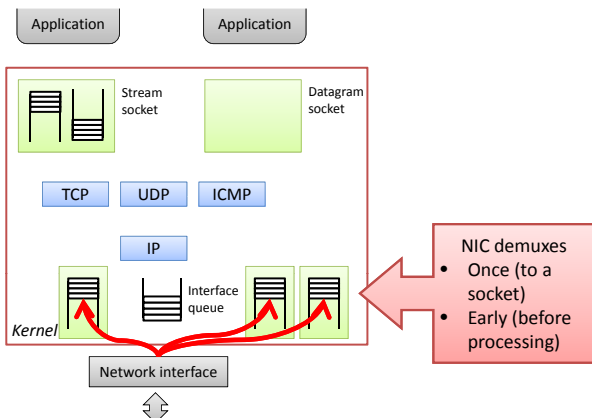 Application
Application
Stream
socket
Datagram
socket
TCP
UDP
ICMP
IP
Interface
queue
Kernel
Network interface
NIC demuxes
• Once (to a
socket)
• Early (before
processing)